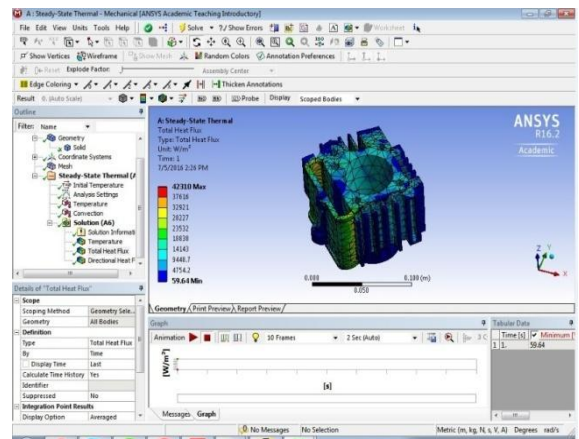 A : Steady-State Thermal - Mechanical [ANSYS Academic Teaching Introductory]
File Edit View Units Tools Help Solve ?/ Show Errors Worksheet
Show Vertices Wireframe Show Mesh Random Colors Annotation Preferences
Reset Explode Factor: Assembly Center
Edge Coloring Thicken Annotations
Result (Auto Scale) Probe Display Scoped Bodies
Outline
Filter: Name
Geometry
Solid
Coordinate Systems
Mesh
Steady-State Thermal (A
Initial Temperature
Analysis Settings
Temperature
Convection
Solution (A6)
Solution Informati
Temperature
Total Heat Flux
Directional Heat F
A: Steady-State Thermal
Total Heat Flux
Type: Total Heat Flux
Unit: W/m²
Time: 1
7/5/2016 2:26 PM
42310 Max
37616
32921
28227
23532
18838
14143
9448.7
4754.2
59.64 Min
ANSYS
R16.2
Academic
0.000 0.100 (m)
0.050
Z Y
X
Geometry Print Preview Report Preview
Details of "Total Heat Flux"
Scope
Scoping Method Geometry Sele...
Geometry All Bodies
Definition
Type Total Heat Flux
By Time
Display Time Last
Calculate Time History Yes
Identifier
Suppressed No
Integration Point Results
Display Option Averaged
Graph
Animation 10 Frames 2 Sec (Auto)
[W/m²]
[s]
Messages Graph
Tabular Data
Time [s] Minimum [
1 1. 59.64
No Messages No Selection Metric (m, kg, N, s, V, A) Degrees rad/s